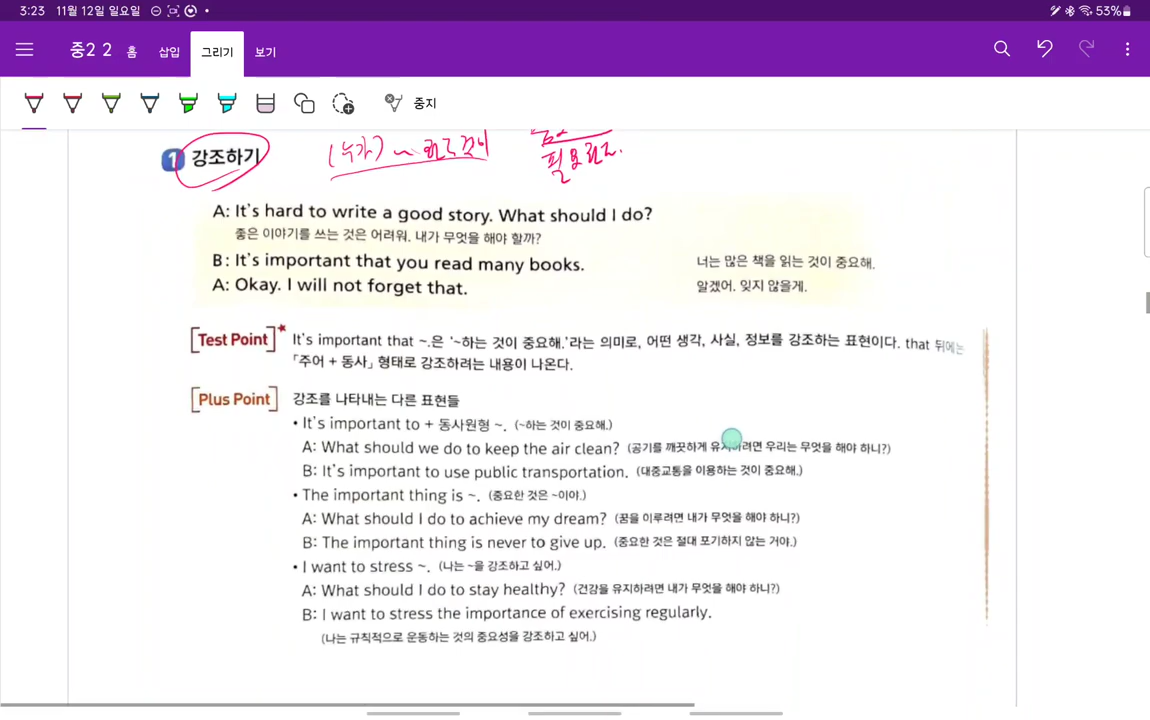 3:23 11월 12일 일요일 53%
중2 2 홈 삽입 그리기 보기
중지
(누가) ~
1 강조하기
A: It's hard to write a good story. What should I do?
좋은 이야기를 쓰는 것은 어려워. 내가 무엇을 해야 할까?
B: It's important that you read many books. 너는 많은 책을 읽는 것이 중요해.
A: Okay. I will not forget that. 알겠어. 잊지 않을게.
[Test Point]* It's important that ~.은 '~하는 것이 중요해.'라는 의미로, 어떤 생각, 사실, 정보를 강조하는 표현이다. that 뒤에는
「주어 + 동사」 형태로 강조하려는 내용이 나온다.
[Plus Point] 강조를 나타내는 다른 표현들
• It's important to + 동사원형 ~. (~하는 것이 중요해.)
A: What should we do to keep the air clean? (공기를 깨끗하게 유지하려면 우리는 무엇을 해야 하니?)
B: It's important to use public transportation. (대중교통을 이용하는 것이 중요해.)
• The important thing is ~. (중요한 것은 ~이야.)
A: What should I do to achieve my dream? (꿈을 이루려면 내가 무엇을 해야 하니?)
B: The important thing is never to give up. (중요한 것은 절대 포기하지 않는 거야.)
• I want to stress ~. (나는 ~을 강조하고 싶어.)
A: What should I do to stay healthy? (건강을 유지하려면 내가 무엇을 해야 하니?)
B: I want to stress the importance of exercising regularly.
(나는 규칙적으로 운동하는 것의 중요성을 강조하고 싶어.)